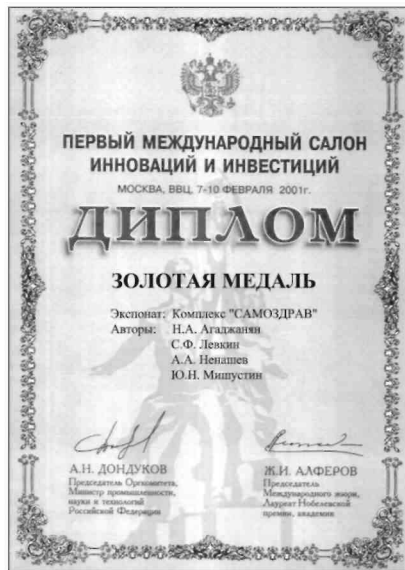 ПЕРВЫЙ МЕЖДУНАРОДНЫЙ САЛОН
ИННОВАЦИЙ И ИНВЕСТИЦИЙ
МОСКВА, ВВЦ, 7-10 ФЕВРАЛЯ 2001г.
ДИПЛОМ
ЗОЛОТАЯ МЕДАЛЬ
Экспонат: Комплекс "САМОЗДРАВ"
Авторы: Н.А. Агаджанян
С.Ф. Левкин
А.А. Ненашев
Ю.Н. Мишустин
А.Н. ДОНДУКОВ
Председатель Оргкомитета,
Министр промышленности,
науки и технологий
Российской Федерации
Ж.И. АЛФЕРОВ
Председатель
Международного жюри,
Лауреат Нобелевской
премии, академик